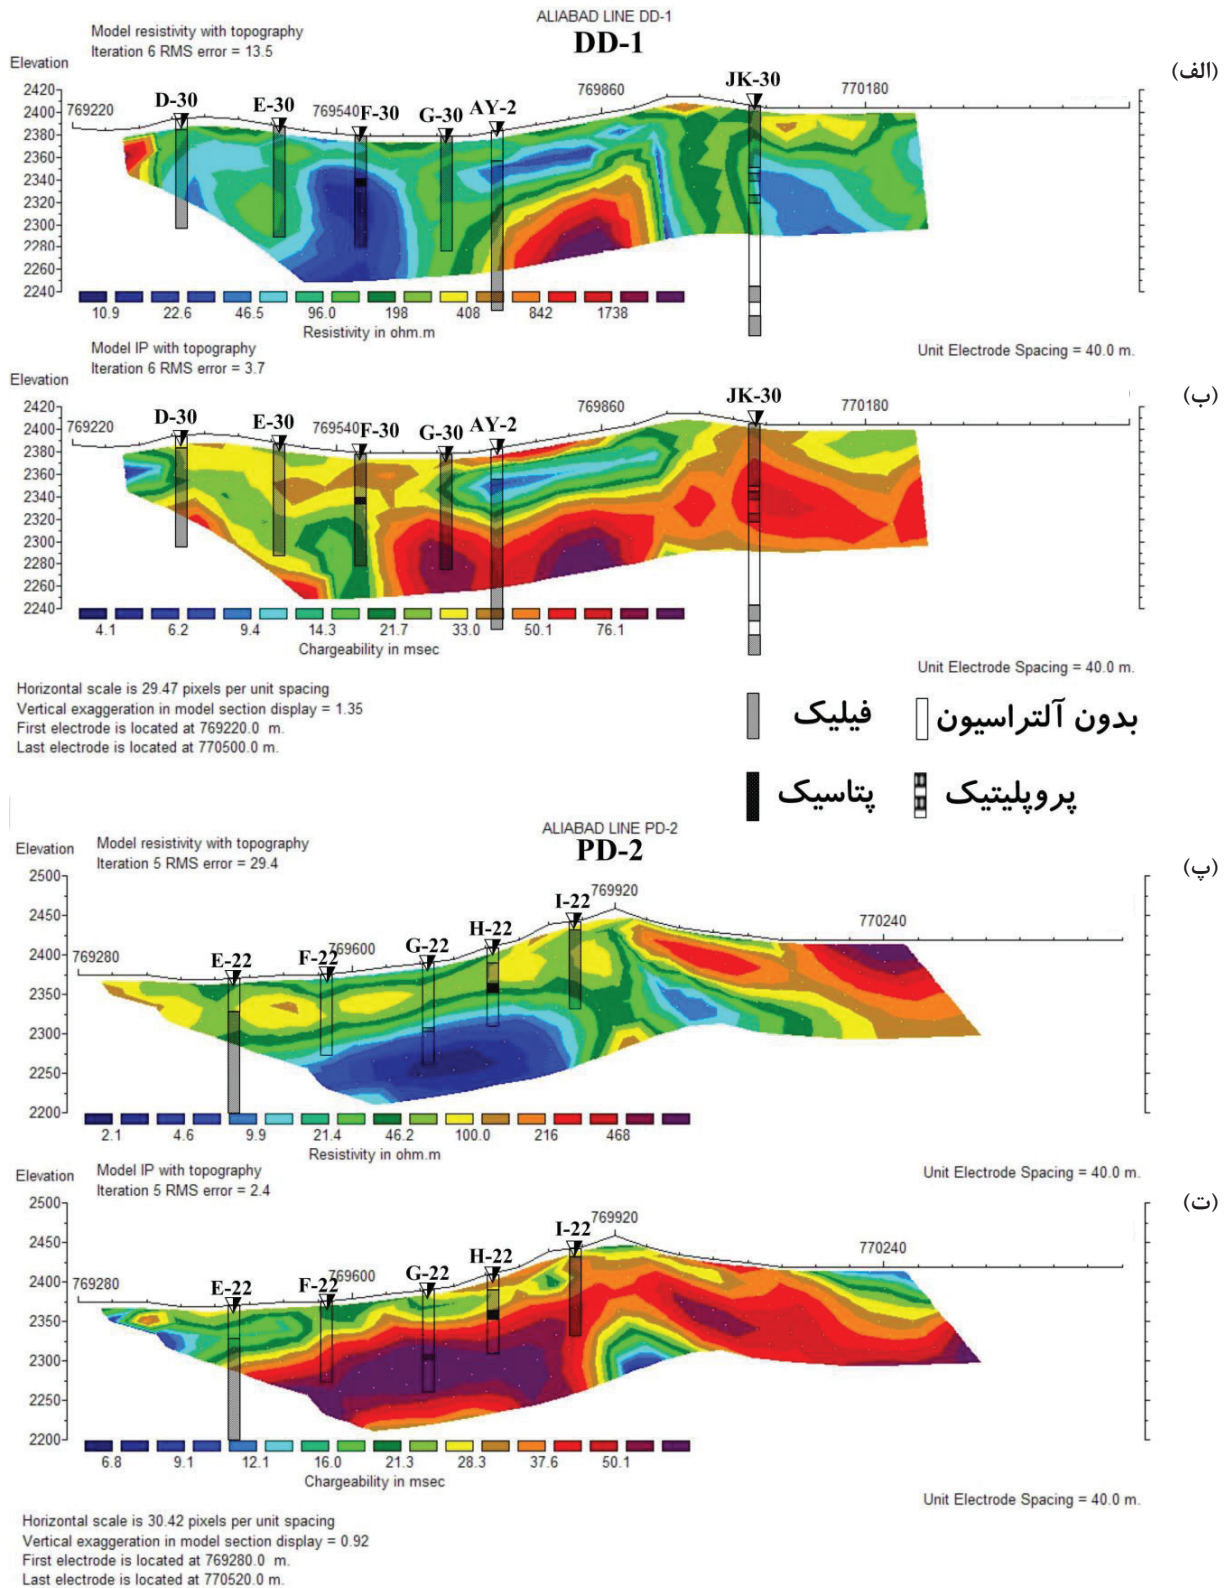 ALIABAD LINE DD-1
DD-1
Model resistivity with topography
Iteration 6 RMS error = 13.5
(الف)
Elevation
769220 D-30 E-30 769540 F-30 G-30 AY-2 769860 JK-30 770180
2420
2400
2380
2360
2340
2320
2300
2280
2260
2240
10.9 22.6 46.5 96.0 198 408 842 1738
Resistivity in ohm.m
Unit Electrode Spacing = 40.0 m.
Model IP with topography
Iteration 6 RMS error = 3.7
(ب)
Elevation
769220 D-30 E-30 769540 F-30 G-30 AY-2 769860 JK-30 770180
2420
2400
2380
2360
2340
2320
2300
2280
2260
2240
4.1 6.2 9.4 14.3 21.7 33.0 50.1 76.1
Chargeability in msec
Unit Electrode Spacing = 40.0 m.
Horizontal scale is 29.47 pixels per unit spacing
Vertical exaggeration in model section display = 1.35
First electrode is located at 769220.0 m.
Last electrode is located at 770500.0 m.
فیلیک
بدون آلتراسیون
پتاسیک
پروپلیتیک
ALIABAD LINE PD-2
PD-2
Model resistivity with topography
Iteration 5 RMS error = 29.4
(پ)
Elevation
769280 E-22 F-22 769600 G-22 H-22 I-22 769920 770240
2500
2450
2400
2350
2300
2250
2200
2.1 4.6 9.9 21.4 46.2 100.0 216 468
Resistivity in ohm.m
Unit Electrode Spacing = 40.0 m.
Model IP with topography
Iteration 5 RMS error = 2.4
(ت)
Elevation
769280 E-22 F-22 769600 G-22 H-22 I-22 769920 770240
2500
2450
2400
2350
2300
2250
2200
6.8 9.1 12.1 16.0 21.3 28.3 37.6 50.1
Chargeability in msec
Unit Electrode Spacing = 40.0 m.
Horizontal scale is 30.42 pixels per unit spacing
Vertical exaggeration in model section display = 0.92
First electrode is located at 769280.0 m.
Last electrode is located at 770520.0 m.